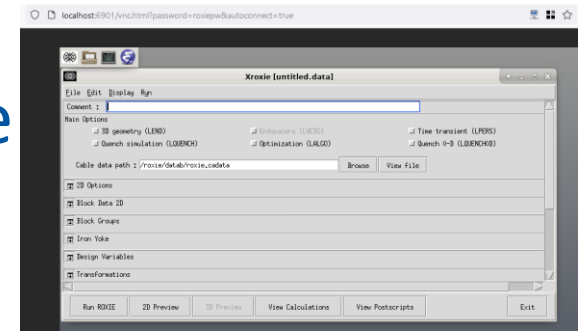 localhost:6901/vnc.html?password=roxiepw&autoconnect=true
e
Xroxie [untitled.data]
File Edit Display Run
Comment :
Main Options
3D geometry (LEND) Endspacers (LWEDG) Time transient (LPERS)
Quench simulation (LQUENCH) Optimization (LALGO) Quench 0-D (LQUENCH0D)
Cable data path : /roxie/datab/roxie.cadata Browse View file
2D Options
Block Data 2D
Block Groups
Iron Yoke
Design Variables
Transformations
Run ROXIE 2D Preview 3D Preview View Calculations View Postscripts Exit